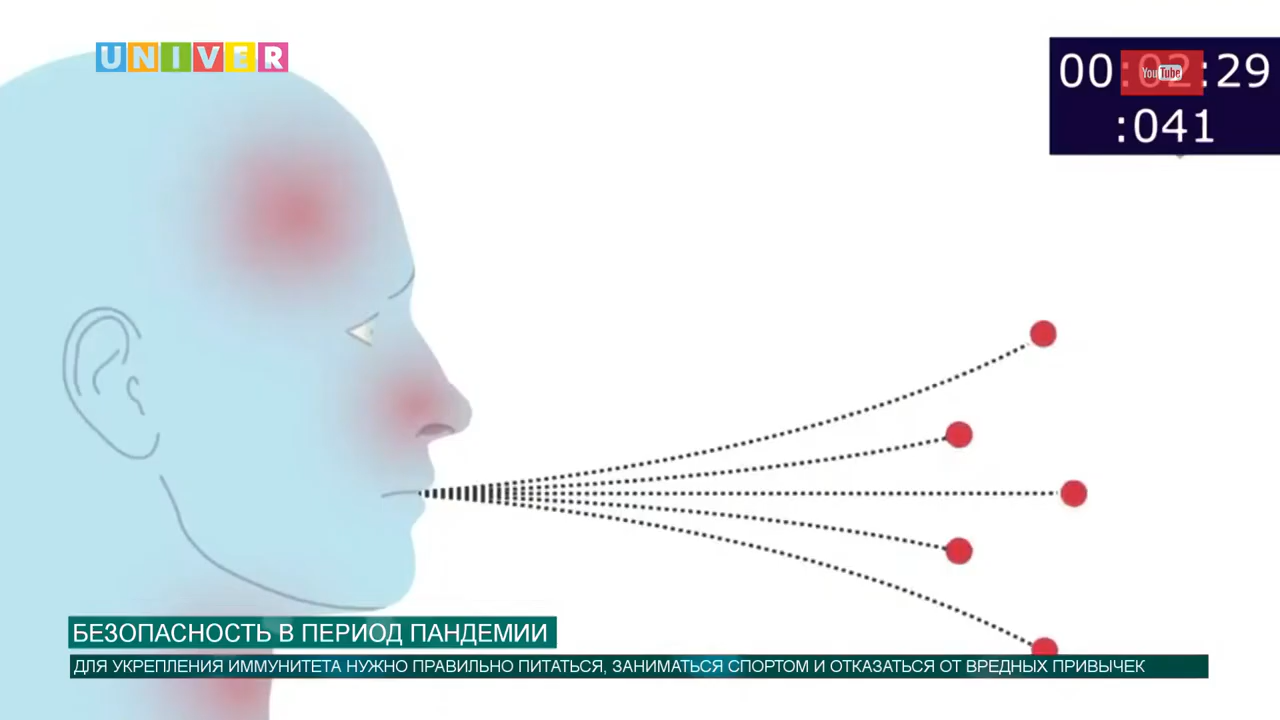 UNIVER
00:02:29
YouTube
:041
БЕЗОПАСНОСТЬ В ПЕРИОД ПАНДЕМИИ
ДЛЯ УКРЕПЛЕНИЯ ИММУНИТЕТА НУЖНО ПРАВИЛЬНО ПИТАТЬСЯ, ЗАНИМАТЬСЯ СПОРТОМ И ОТКАЗАТЬСЯ ОТ ВРЕДНЫХ ПРИВЫЧЕК